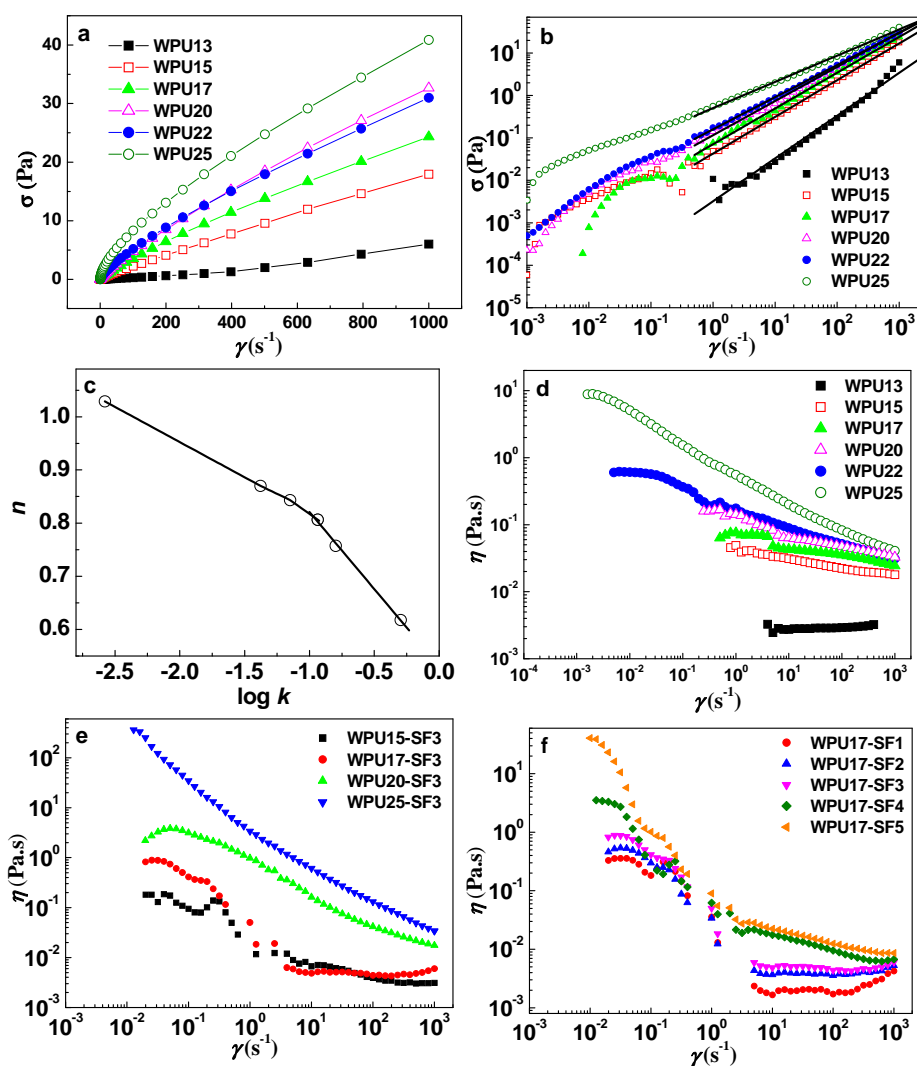 a
WPU13
WPU15
WPU17
WPU20
WPU22
WPU25
40
30
20
10
0
σ (Pa)
0 200 400 600 800 1000
γ(s⁻¹)
b
10¹
10⁰
10⁻¹
10⁻²
10⁻³
10⁻⁴
10⁻⁵
σ (Pa)
WPU13
WPU15
WPU17
WPU20
WPU22
WPU25
10⁻³ 10⁻² 10⁻¹ 10⁰ 10¹ 10² 10³
γ(s⁻¹)
c
1.0
0.9
0.8
0.7
0.6
n
-2.5 -2.0 -1.5 -1.0 -0.5 0.0
log k
d
WPU13
WPU15
WPU17
WPU20
WPU22
WPU25
10¹
10⁰
10⁻¹
10⁻²
10⁻³
η (Pa.s)
10⁻⁴ 10⁻³ 10⁻² 10⁻¹ 10⁰ 10¹ 10² 10³
γ(s⁻¹)
e
WPU15-SF3
WPU17-SF3
WPU20-SF3
WPU25-SF3
10²
10¹
10⁰
10⁻¹
10⁻²
10⁻³
η (Pa.s)
10⁻³ 10⁻² 10⁻¹ 10⁰ 10¹ 10² 10³
γ(s⁻¹)
f
WPU17-SF1
WPU17-SF2
WPU17-SF3
WPU17-SF4
WPU17-SF5
10¹
10⁰
10⁻¹
10⁻²
10⁻³
η (Pa.s)
10⁻³ 10⁻² 10⁻¹ 10⁰ 10¹ 10² 10³
γ(s⁻¹)